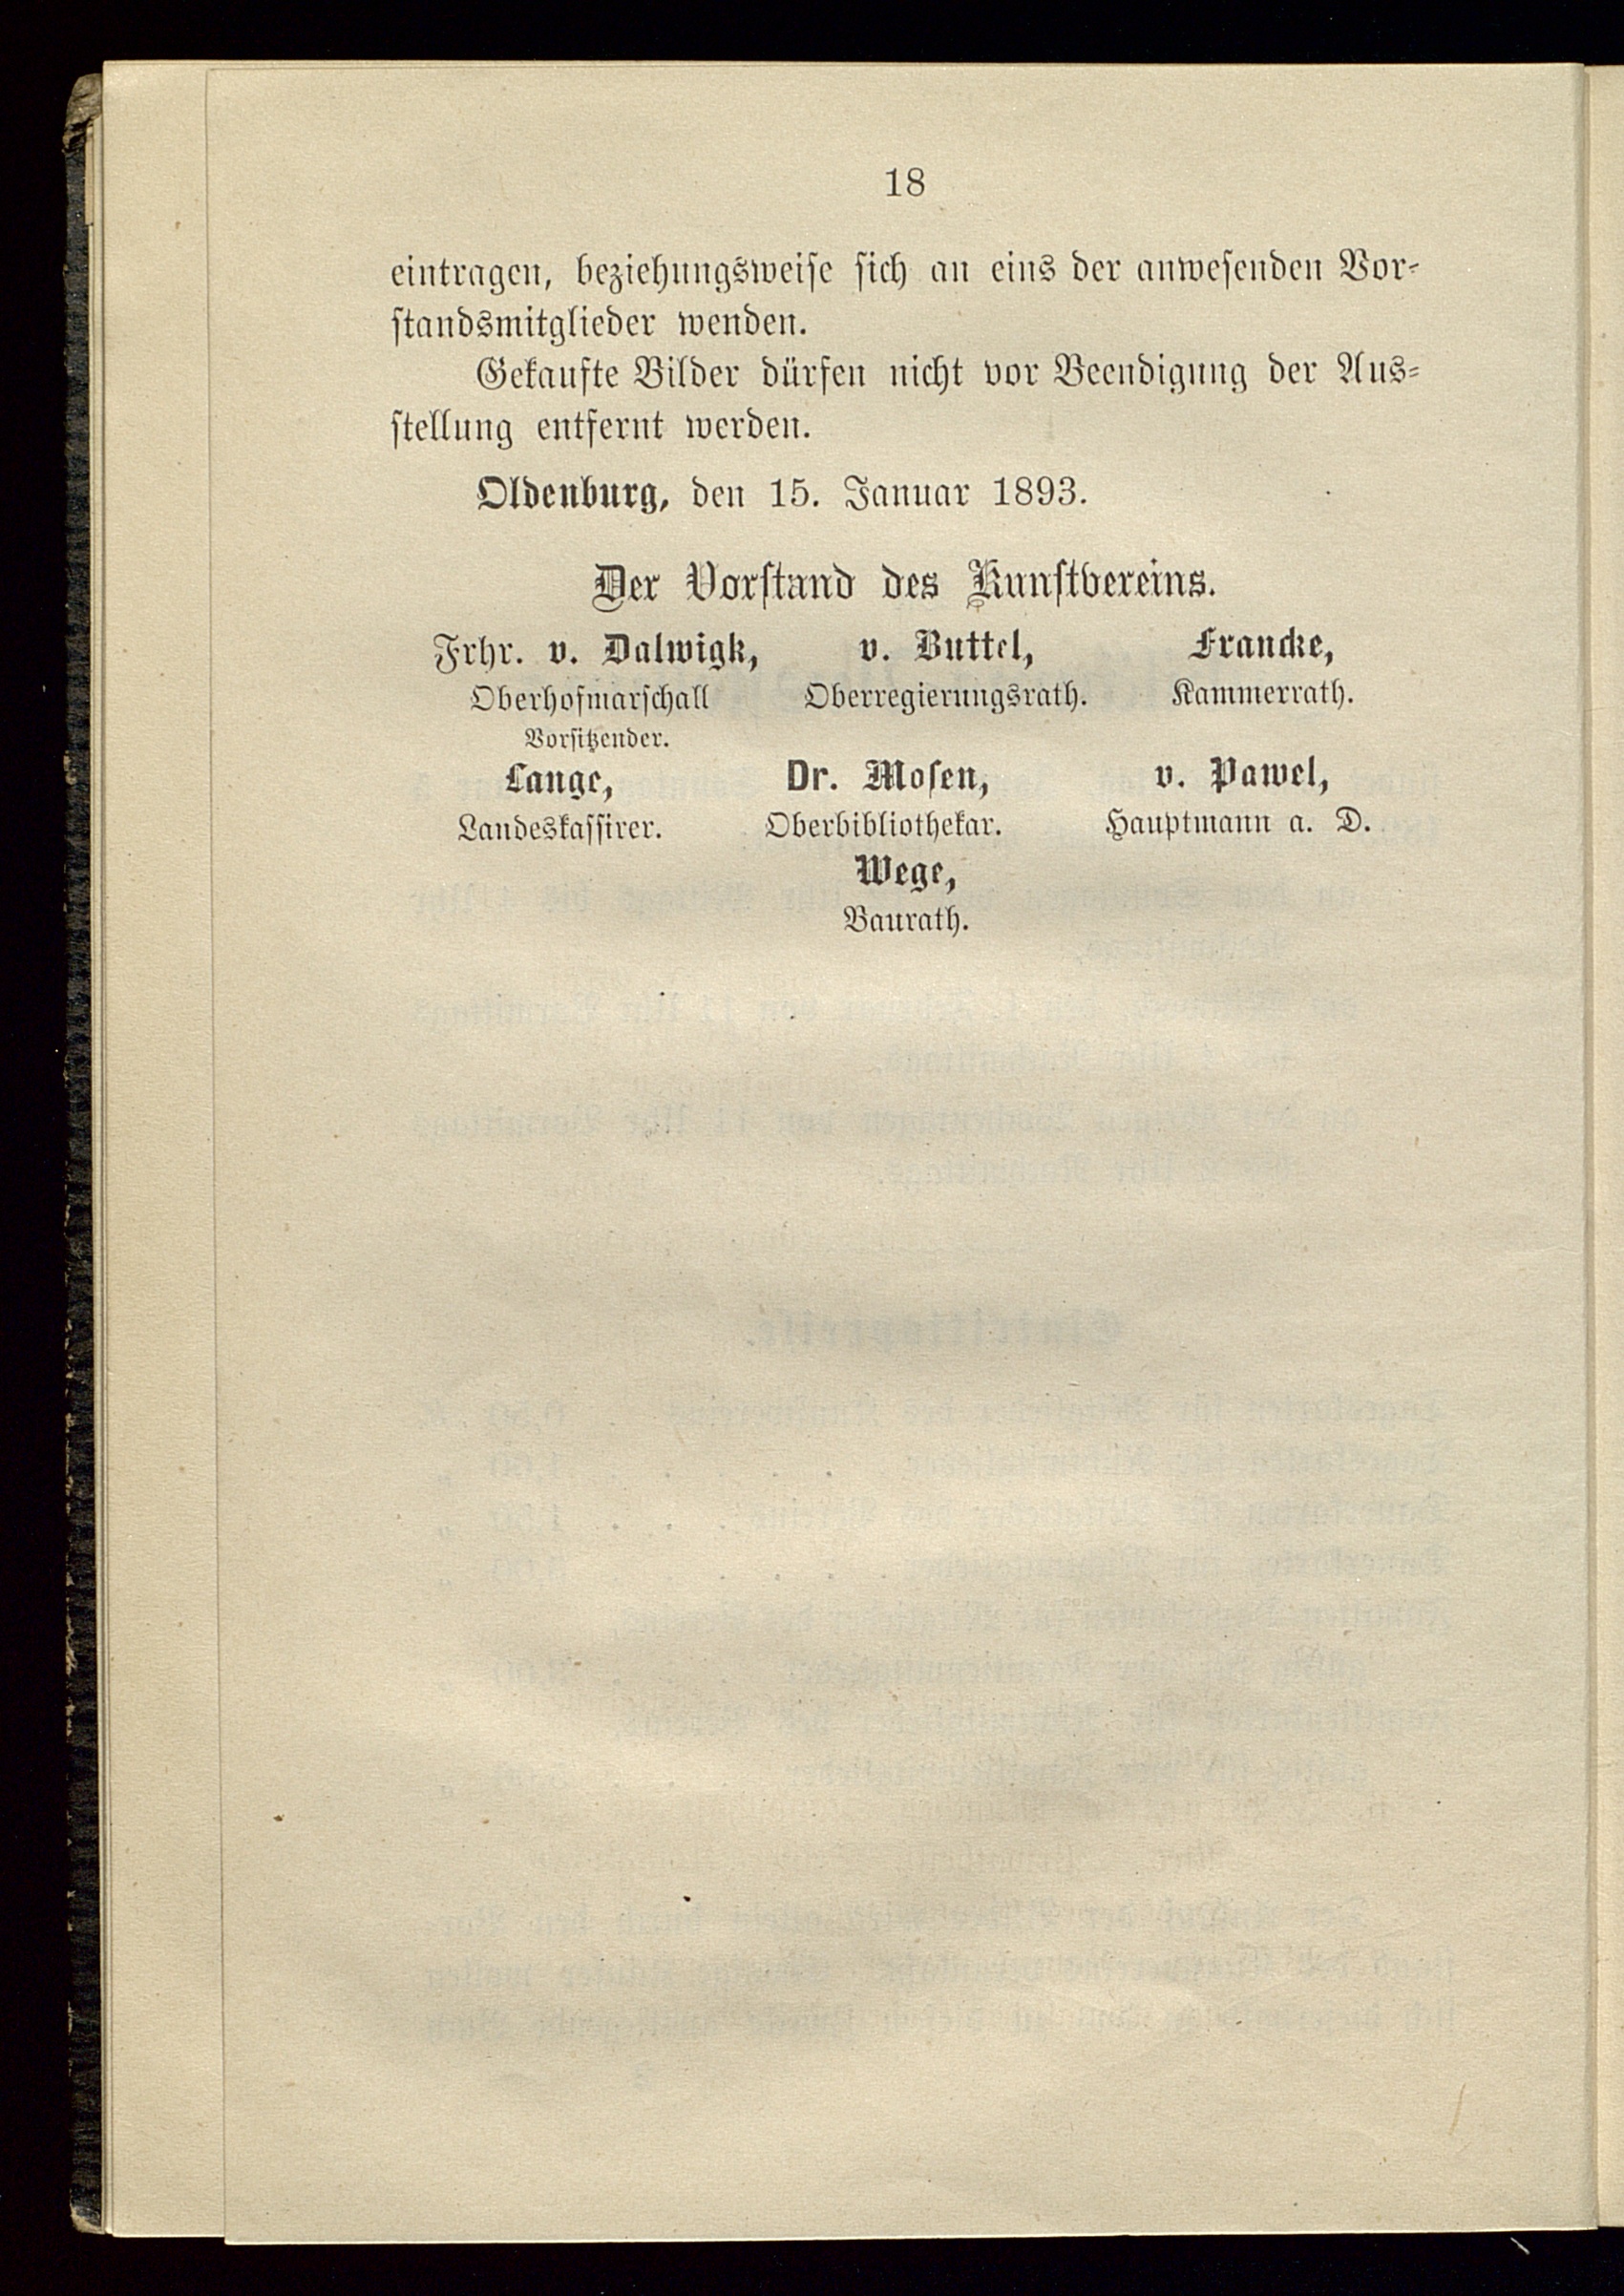 18
eintragen, beziehungsweise sich an eins der anwesenden Vor-
standsmitglieder wenden.
Gekaufte Bilder dürfen nicht vor Beendigung der Aus-
stellung entfernt werden.
Oldenburg, den 15. Januar 1893.
Der Vorstand des Kunstvereins.
Frhr. v. Dalwigk, v. Buttel, Francke,
Oberhofmarschall Oberregierungsrath. Kammerrath.
Vorsitzender.
Lange, Dr. Mosen, v. Pawel,
Landeskassirer. Oberbibliothekar. Hauptmann a. D.
Wege,
Baurath.